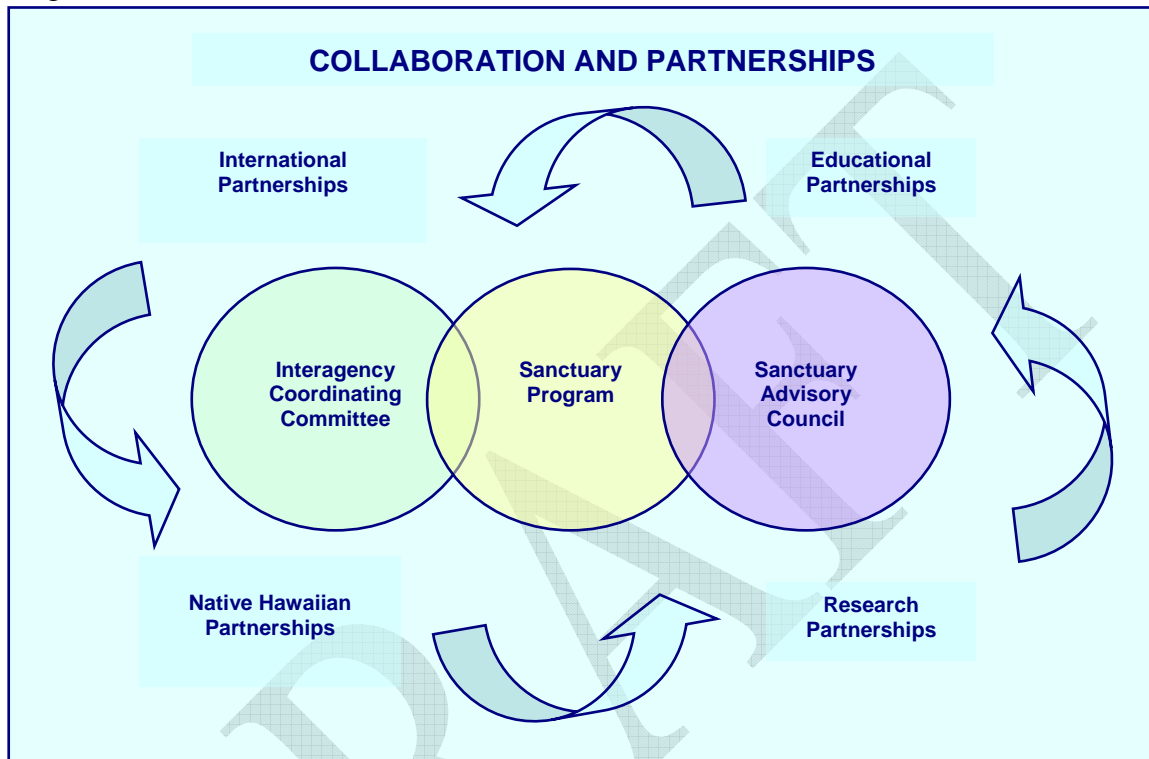 COLLABORATION AND PARTNERSHIPS
International
Partnerships
Educational
Partnerships
Interagency
Coordinating
Committee
Sanctuary
Program
Sanctuary
Advisory
Council
Native Hawaiian
Partnerships
Research
Partnerships
DRAFT